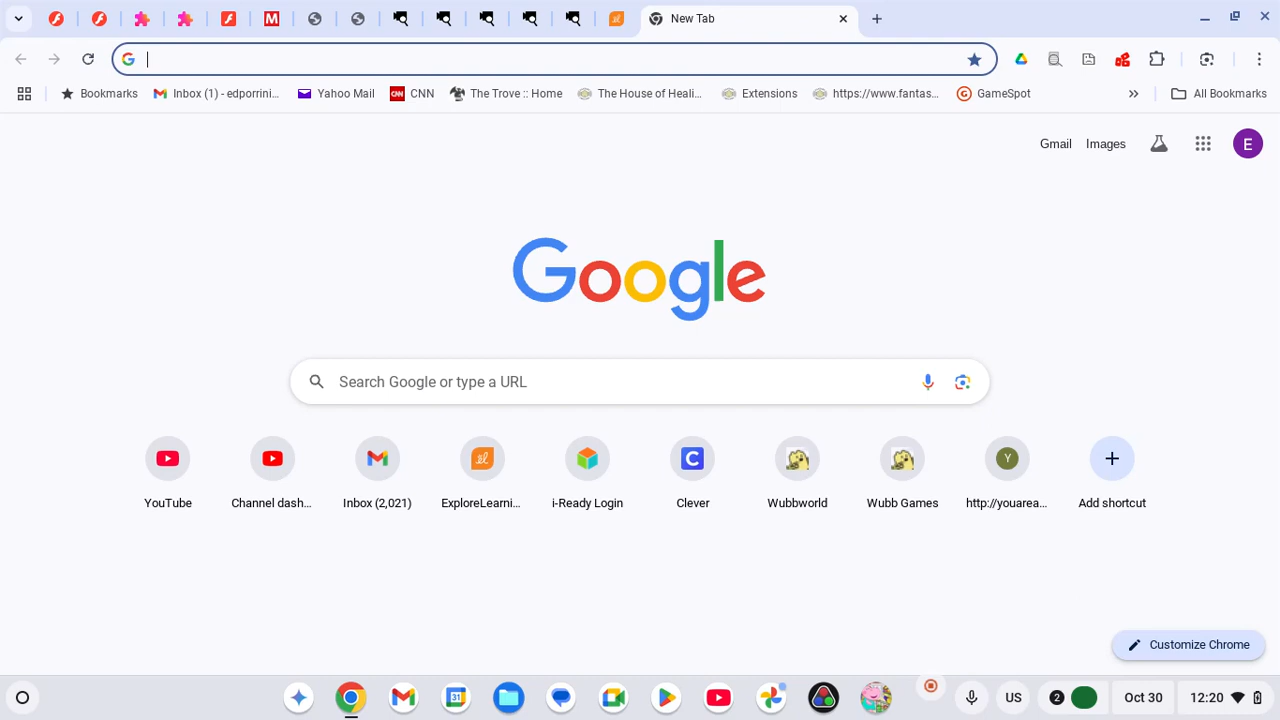 New Tab
Bookmarks
Inbox (1) - edporrini...
Yahoo Mail
CNN
The Trove :: Home
The House of Heali...
Extensions
https://www.fantas...
GameSpot
All Bookmarks
Gmail
Images
E
Google
Search Google or type a URL
YouTube
Channel dash...
Inbox (2,021)
ExploreLearni...
i-Ready Login
Clever
Wubbworld
Wubb Games
http://youarea...
Add shortcut
Customize Chrome
US
2
Oct 30
12:20